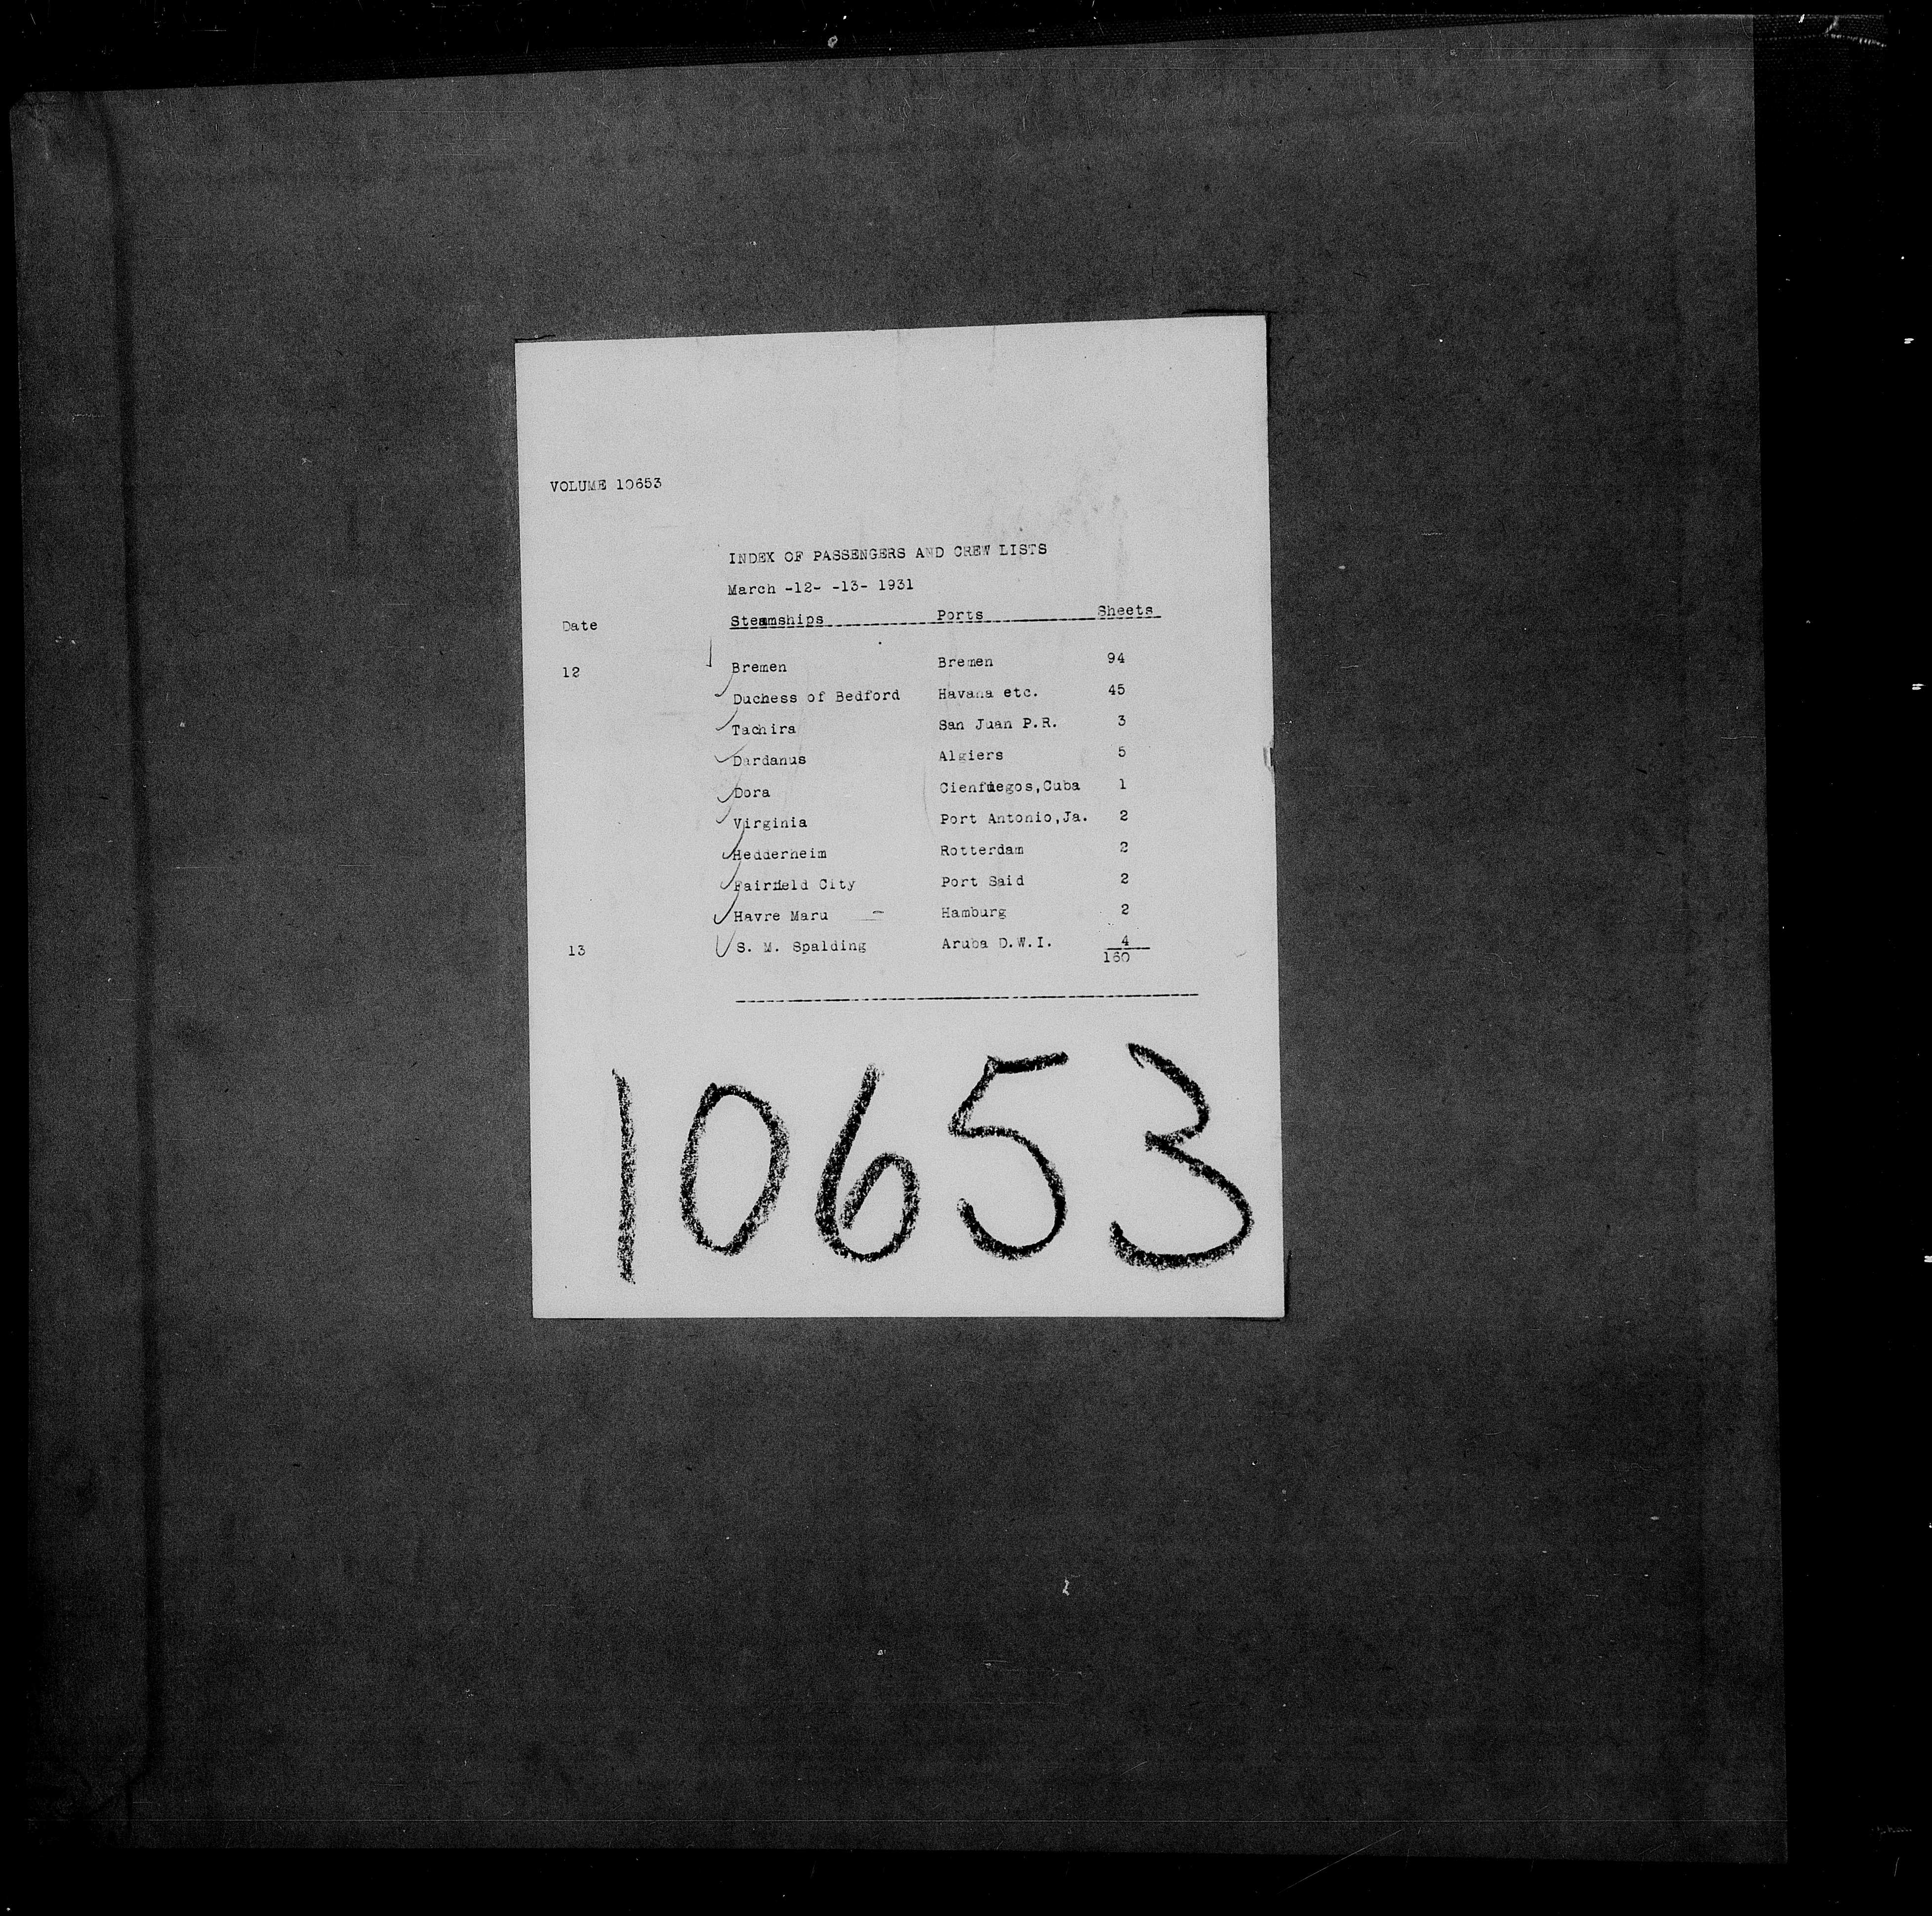 VOLUME 10653
INDEX OF PASSENGERS AND CREW LISTS
March -12- -13- 1931
Date Steamships Ports Sheets
12 Bremen Bremen 94
Duchess of Bedford Havana etc. 45
Tachira San Juan P.R. 3
Dardanus Algiers 5
Dora Cienfuegos,Cuba 1
Virginia Port Antonio,Ja. 2
Hedderheim Rotterdam 2
Fairfield City Port Said 2
Havre Maru Hamburg 2
13 S. M. Spalding Aruba D.W.I. 4
160
10653